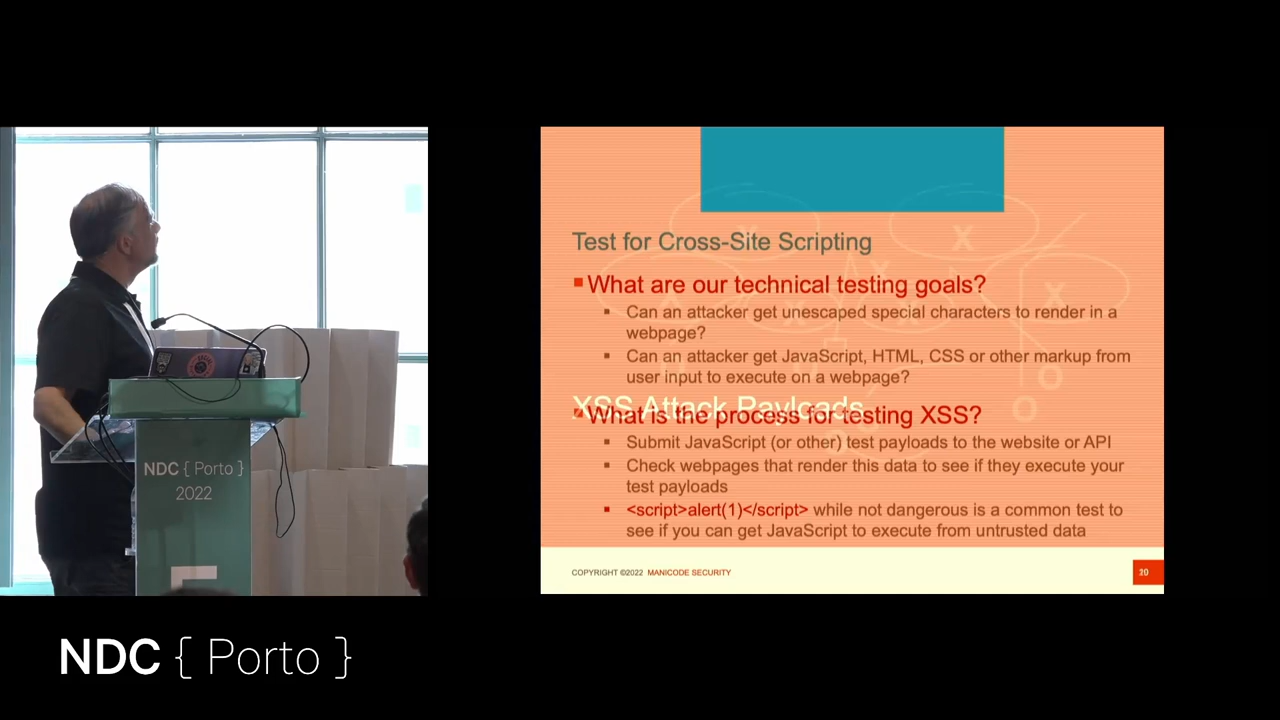 Test for Cross-Site Scripting
What are our technical testing goals?
Can an attacker get unescaped special characters to render in a
webpage?
Can an attacker get JavaScript, HTML, CSS or other markup from
user input to execute on a webpage?
XSS Attack Payloads
What is the process for testing XSS?
Submit JavaScript (or other) test payloads to the website or API
Check webpages that render this data to see if they execute your
test payloads
<script>alert(1)</script> while not dangerous is a common test to
see if you can get JavaScript to execute from untrusted data
COPYRIGHT ©2022 MANICODE SECURITY
NDC { Porto }
2022
NDC { Porto }